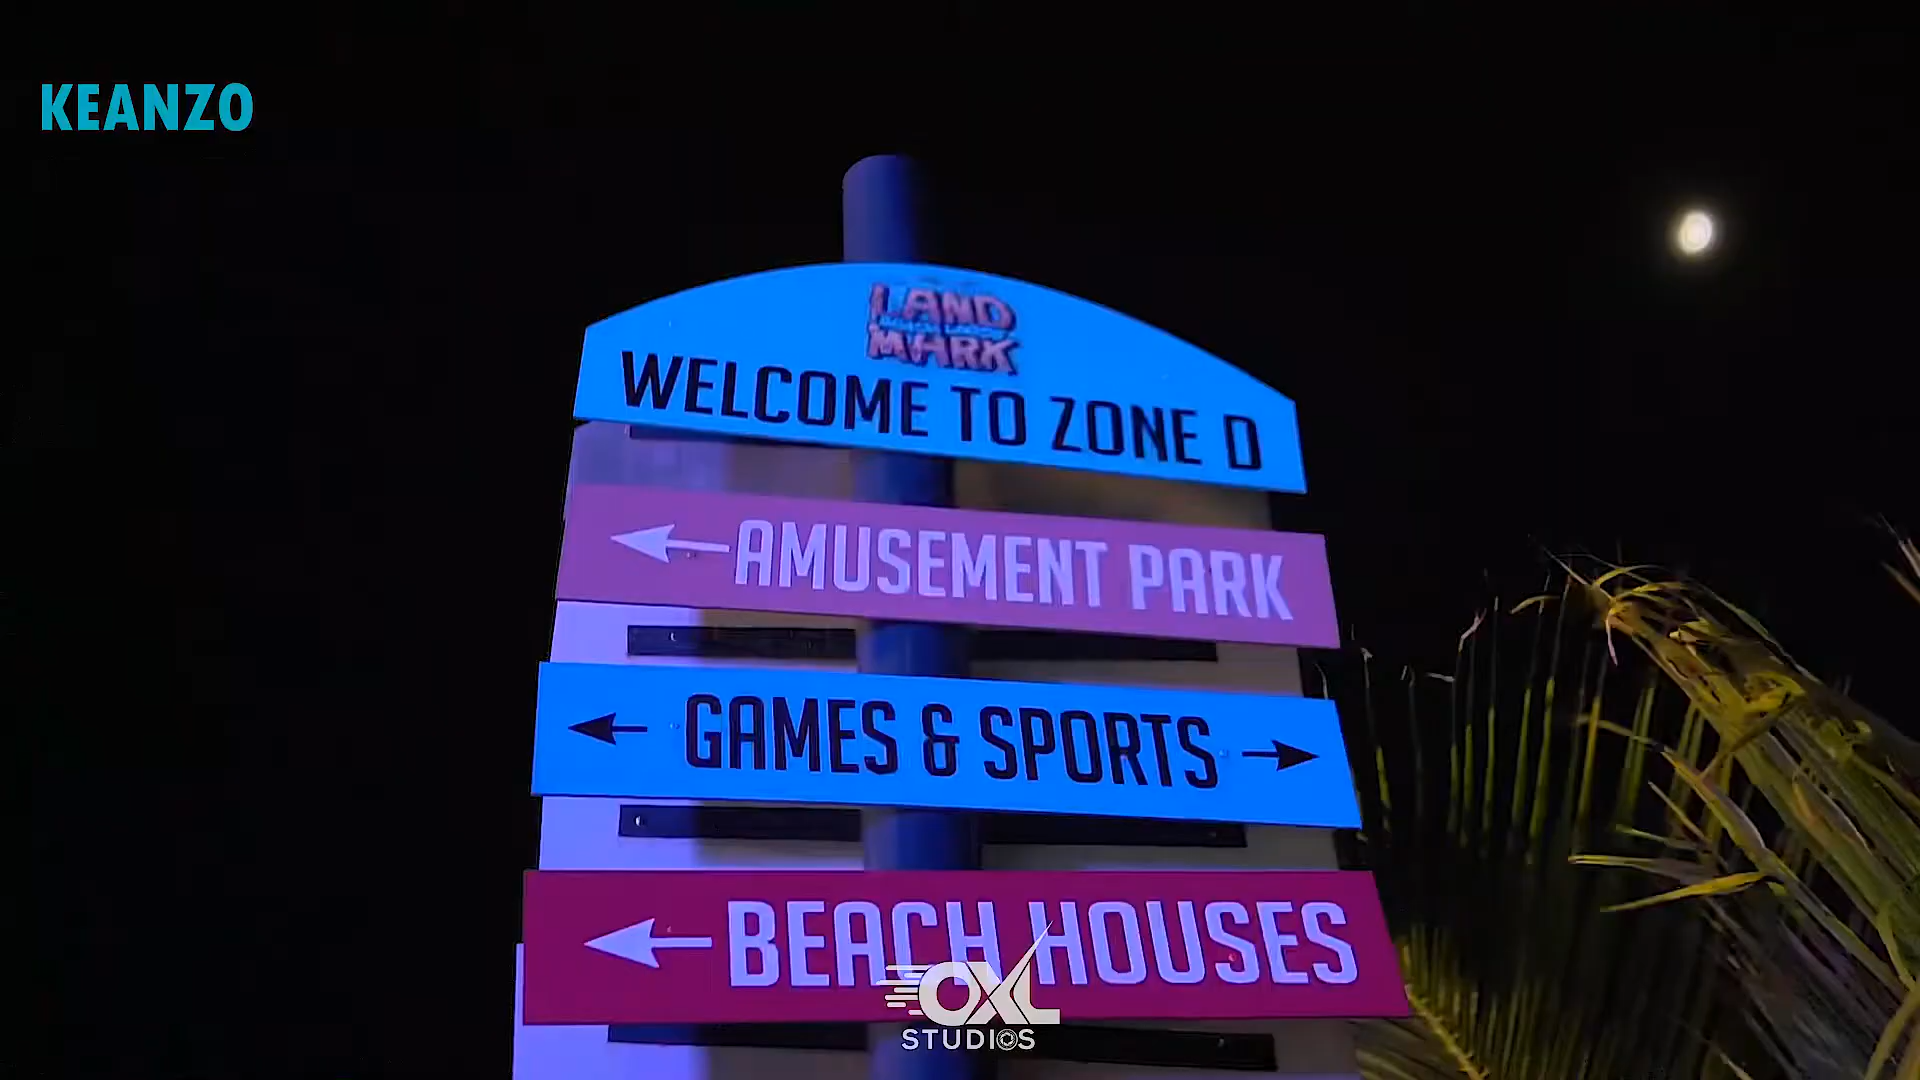 KEANZO
LAND
MARK
WELCOME TO ZONE D
AMUSEMENT PARK
GAMES & SPORTS
BEACH HOUSES
OXL
STUDIOS